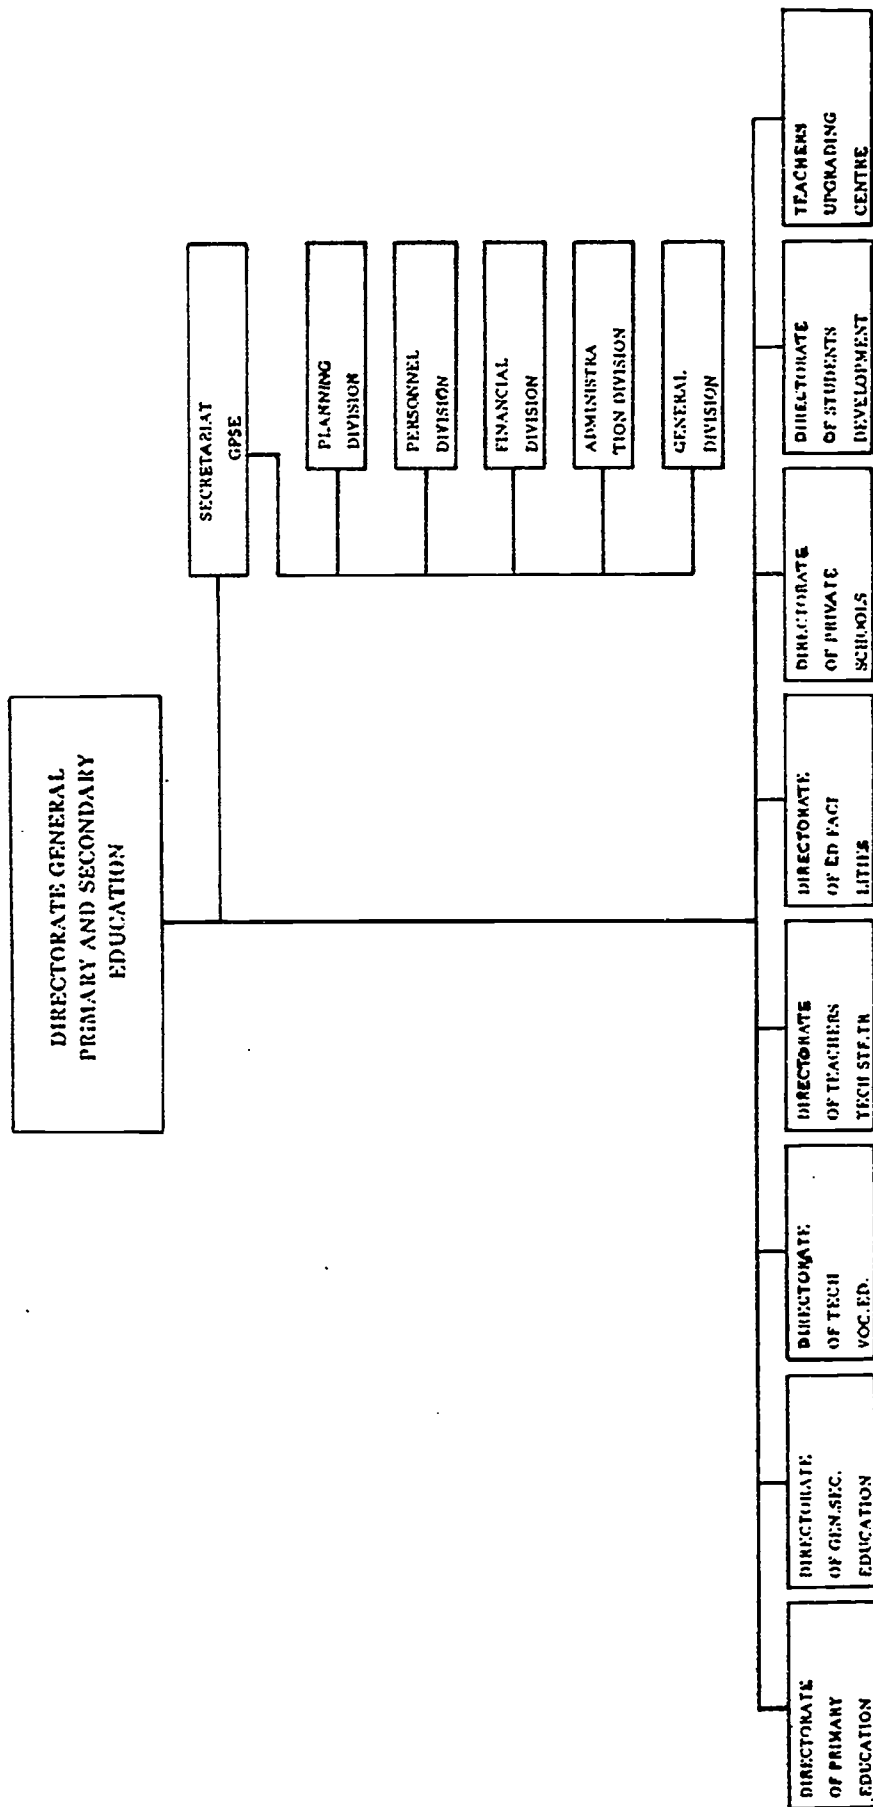 DIRECTORATE GENERAL
PRIMARY AND SECONDARY
EDUCATION
SECRETARIAT
GPSE
PLANNING
DIVISION
PERSONNEL
DIVISION
FINANCIAL
DIVISION
ADMINISTRA
TION DIVISION
GENERAL
DIVISION
DIRECTORATE
OF PRIMARY
EDUCATION
DIRECTORATE
OF GEN.SEC.
EDUCATION
DIRECTORATE
OF TECH
VOC.ED.
DIRECTORATE
OF TEACHERS
TECH STF.TR
DIRECTORATE
OF ED FACI
LITIES
DIRECTORATE
OF PRIVATE
SCHOOLS
DIRECTORATE
OF STUDENTS
DEVELOPMENT
TEACHERS
UPGRADING
CENTRE